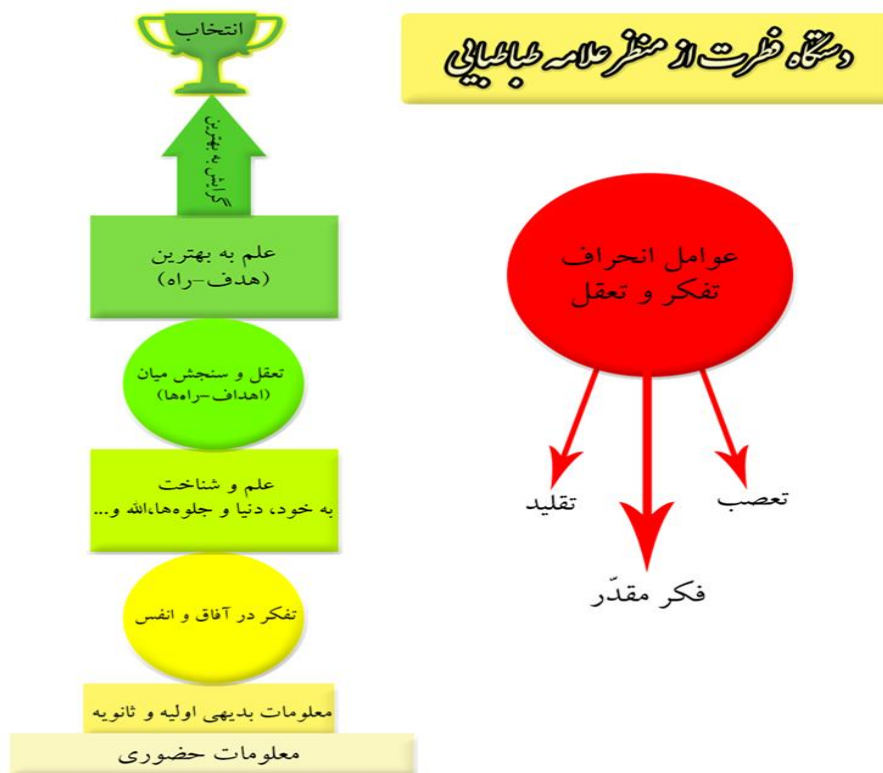 دستگاه فطرت از منظر علامه طباطبایی
عوامل انحراف
تفکر و تعقل
تعصب
تقلید
فکر مقدّر
انتخاب
گرایش به بهترین
علم به بهترین
(هدف-راه)
تعقل و سنجش میان
(اهداف-راه‌ها)
علم و شناخت
به خود، دنیا و جلوه‌ها،الله و...
تفکر در آفاق و انفس
معلومات بدیهی اولیه و ثانویه
معلومات حضوری